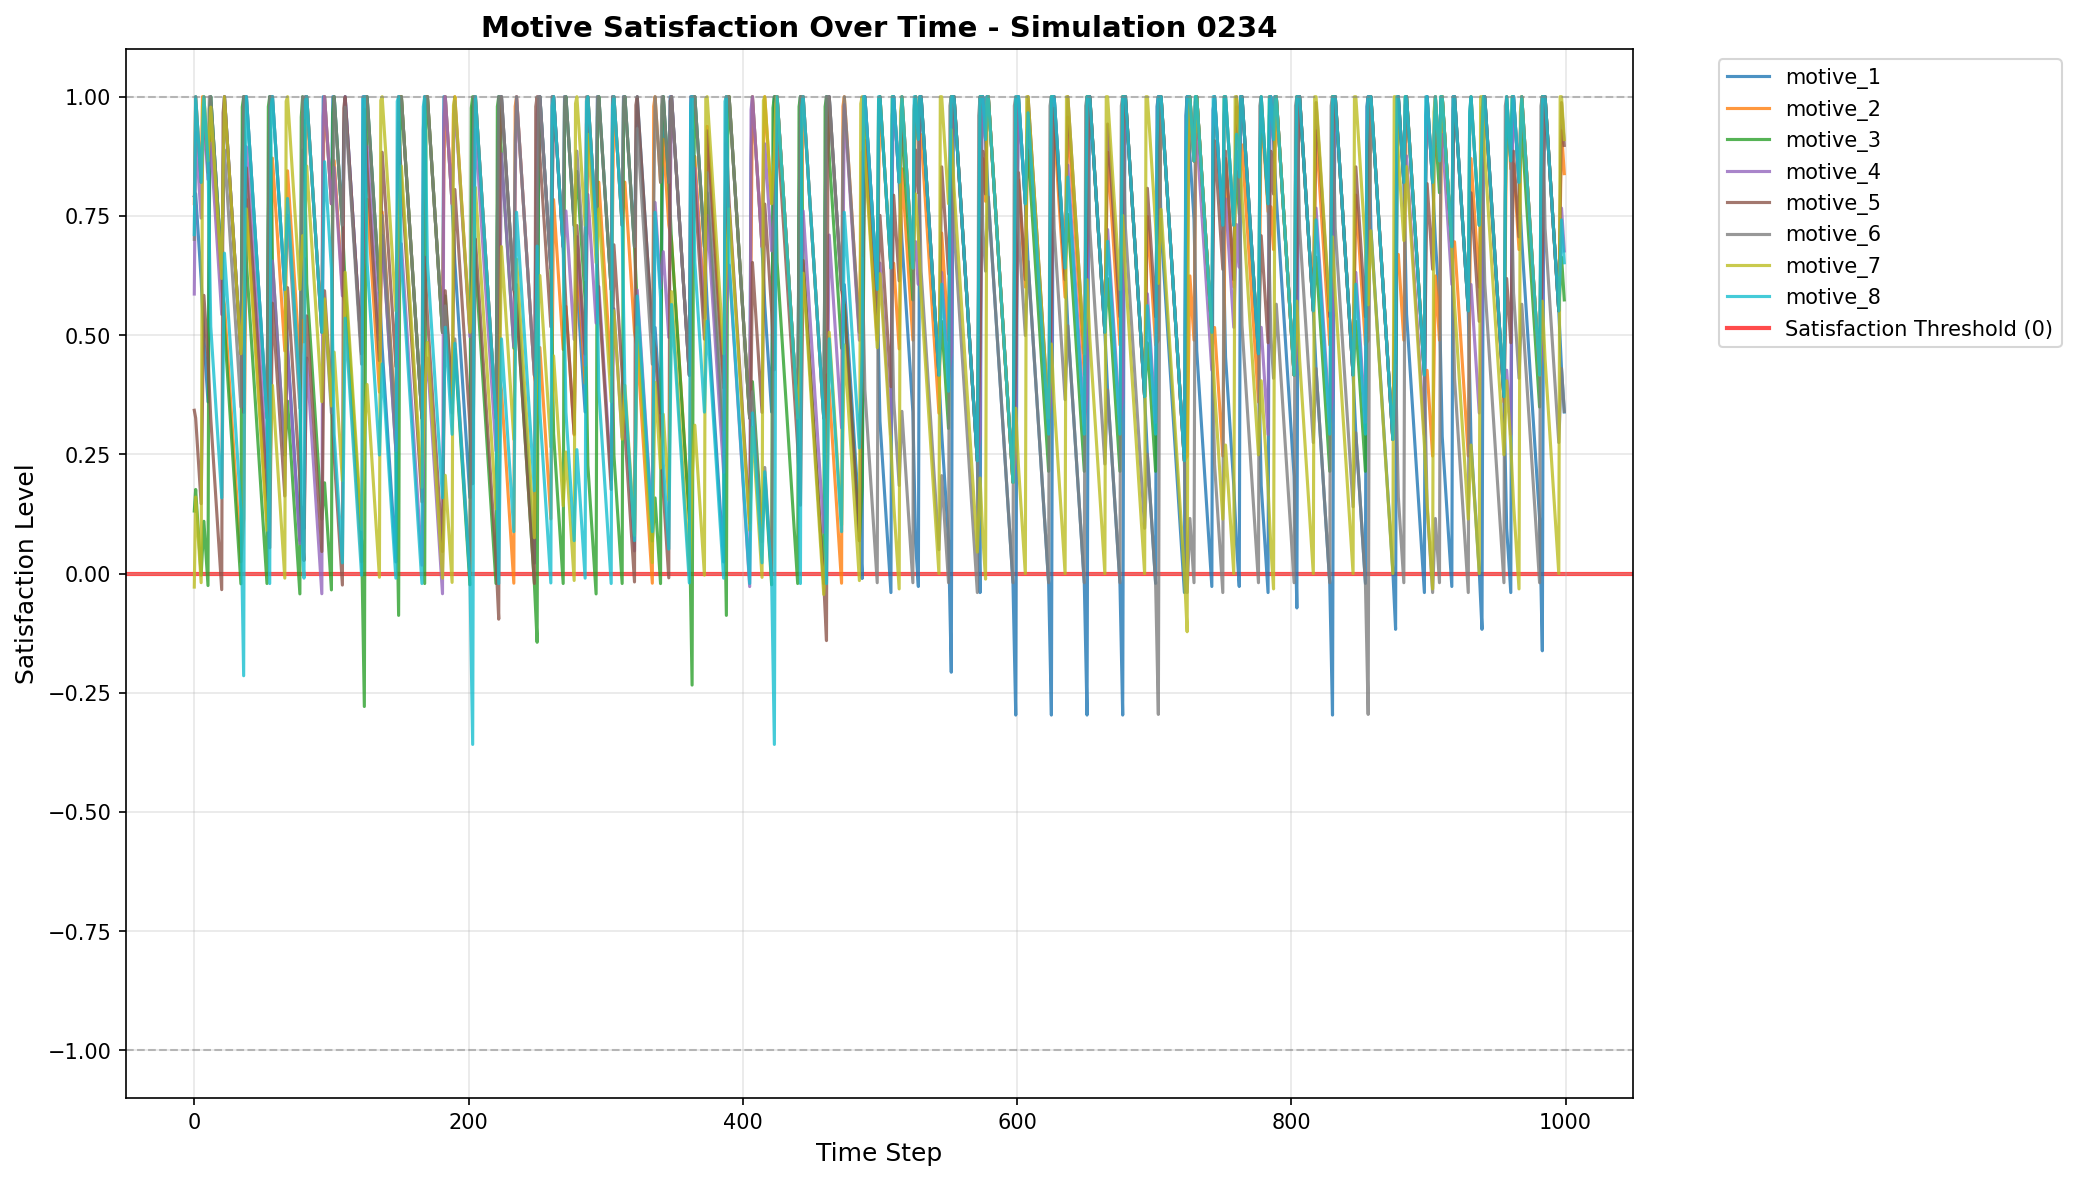 Motive Satisfaction Over Time - Simulation 0234
Satisfaction Level
1.00
0.75
0.50
0.25
0.00
−0.25
−0.50
−0.75
−1.00
0
200
400
600
800
1000
Time Step
motive_1
motive_2
motive_3
motive_4
motive_5
motive_6
motive_7
motive_8
Satisfaction Threshold (0)